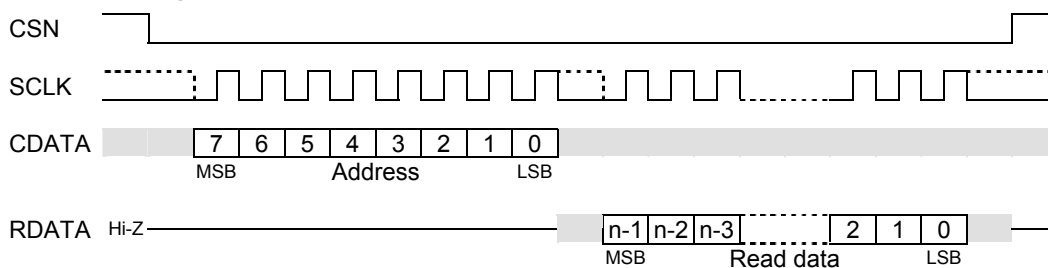 CSN
SCLK
CDATA 7 6 5 4 3 2 1 0
MSB Address LSB
RDATA Hi-Z n-1 n-2 n-3 2 1 0
MSB Read data LSB